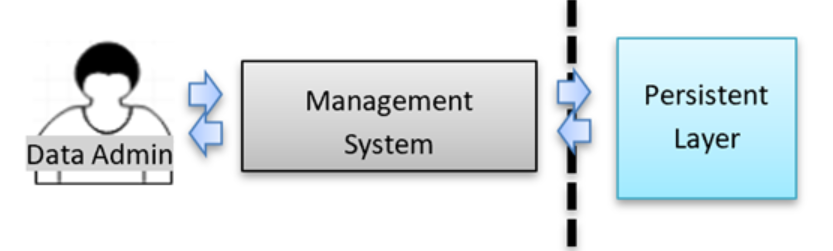 Data Admin
Management
System
Persistent
Layer